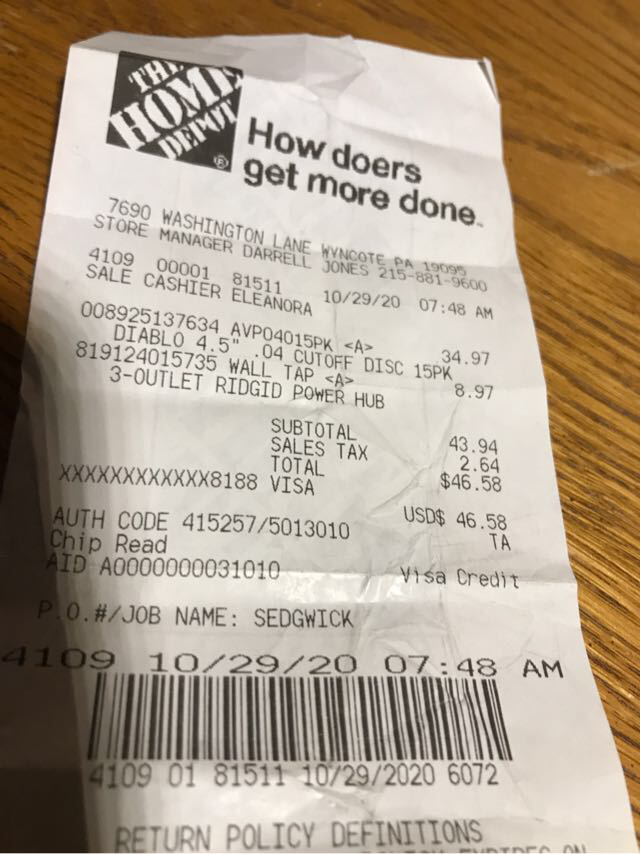 THE
HOME
DEPOT
®
How doers
get more done.™
7690 WASHINGTON LANE WYNCOTE PA 19095
STORE MANAGER DARRELL JONES 215-881-9600
4109 00001 81511 10/29/20 07:48 AM
SALE CASHIER ELEANORA
008925137634 AVP04015PK <A> 34.97
DIABLO 4.5" .04 CUTOFF DISC 15PK
819124015735 WALL TAP <A> 8.97
3-OUTLET RIDGID POWER HUB
SUBTOTAL 43.94
SALES TAX 2.64
TOTAL $46.58
XXXXXXXXXXXX8188 VISA
USD$ 46.58
AUTH CODE 415257/5013010 TA
Chip Read
AID A0000000031010 Visa Credit
P.O.#/JOB NAME: SEDGWICK
4109 10/29/20 07:48 AM
4109 01 81511 10/29/2020 6072
RETURN POLICY DEFINITIONS
EXPIRES ON